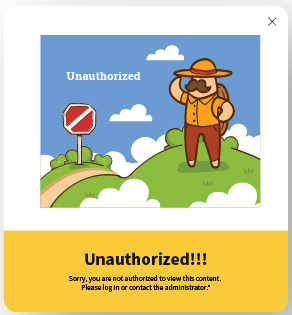 Unauthorized
Unauthorized!!!
Sorry, you are not authorized to view this content.
Please log in or contact the administrator."